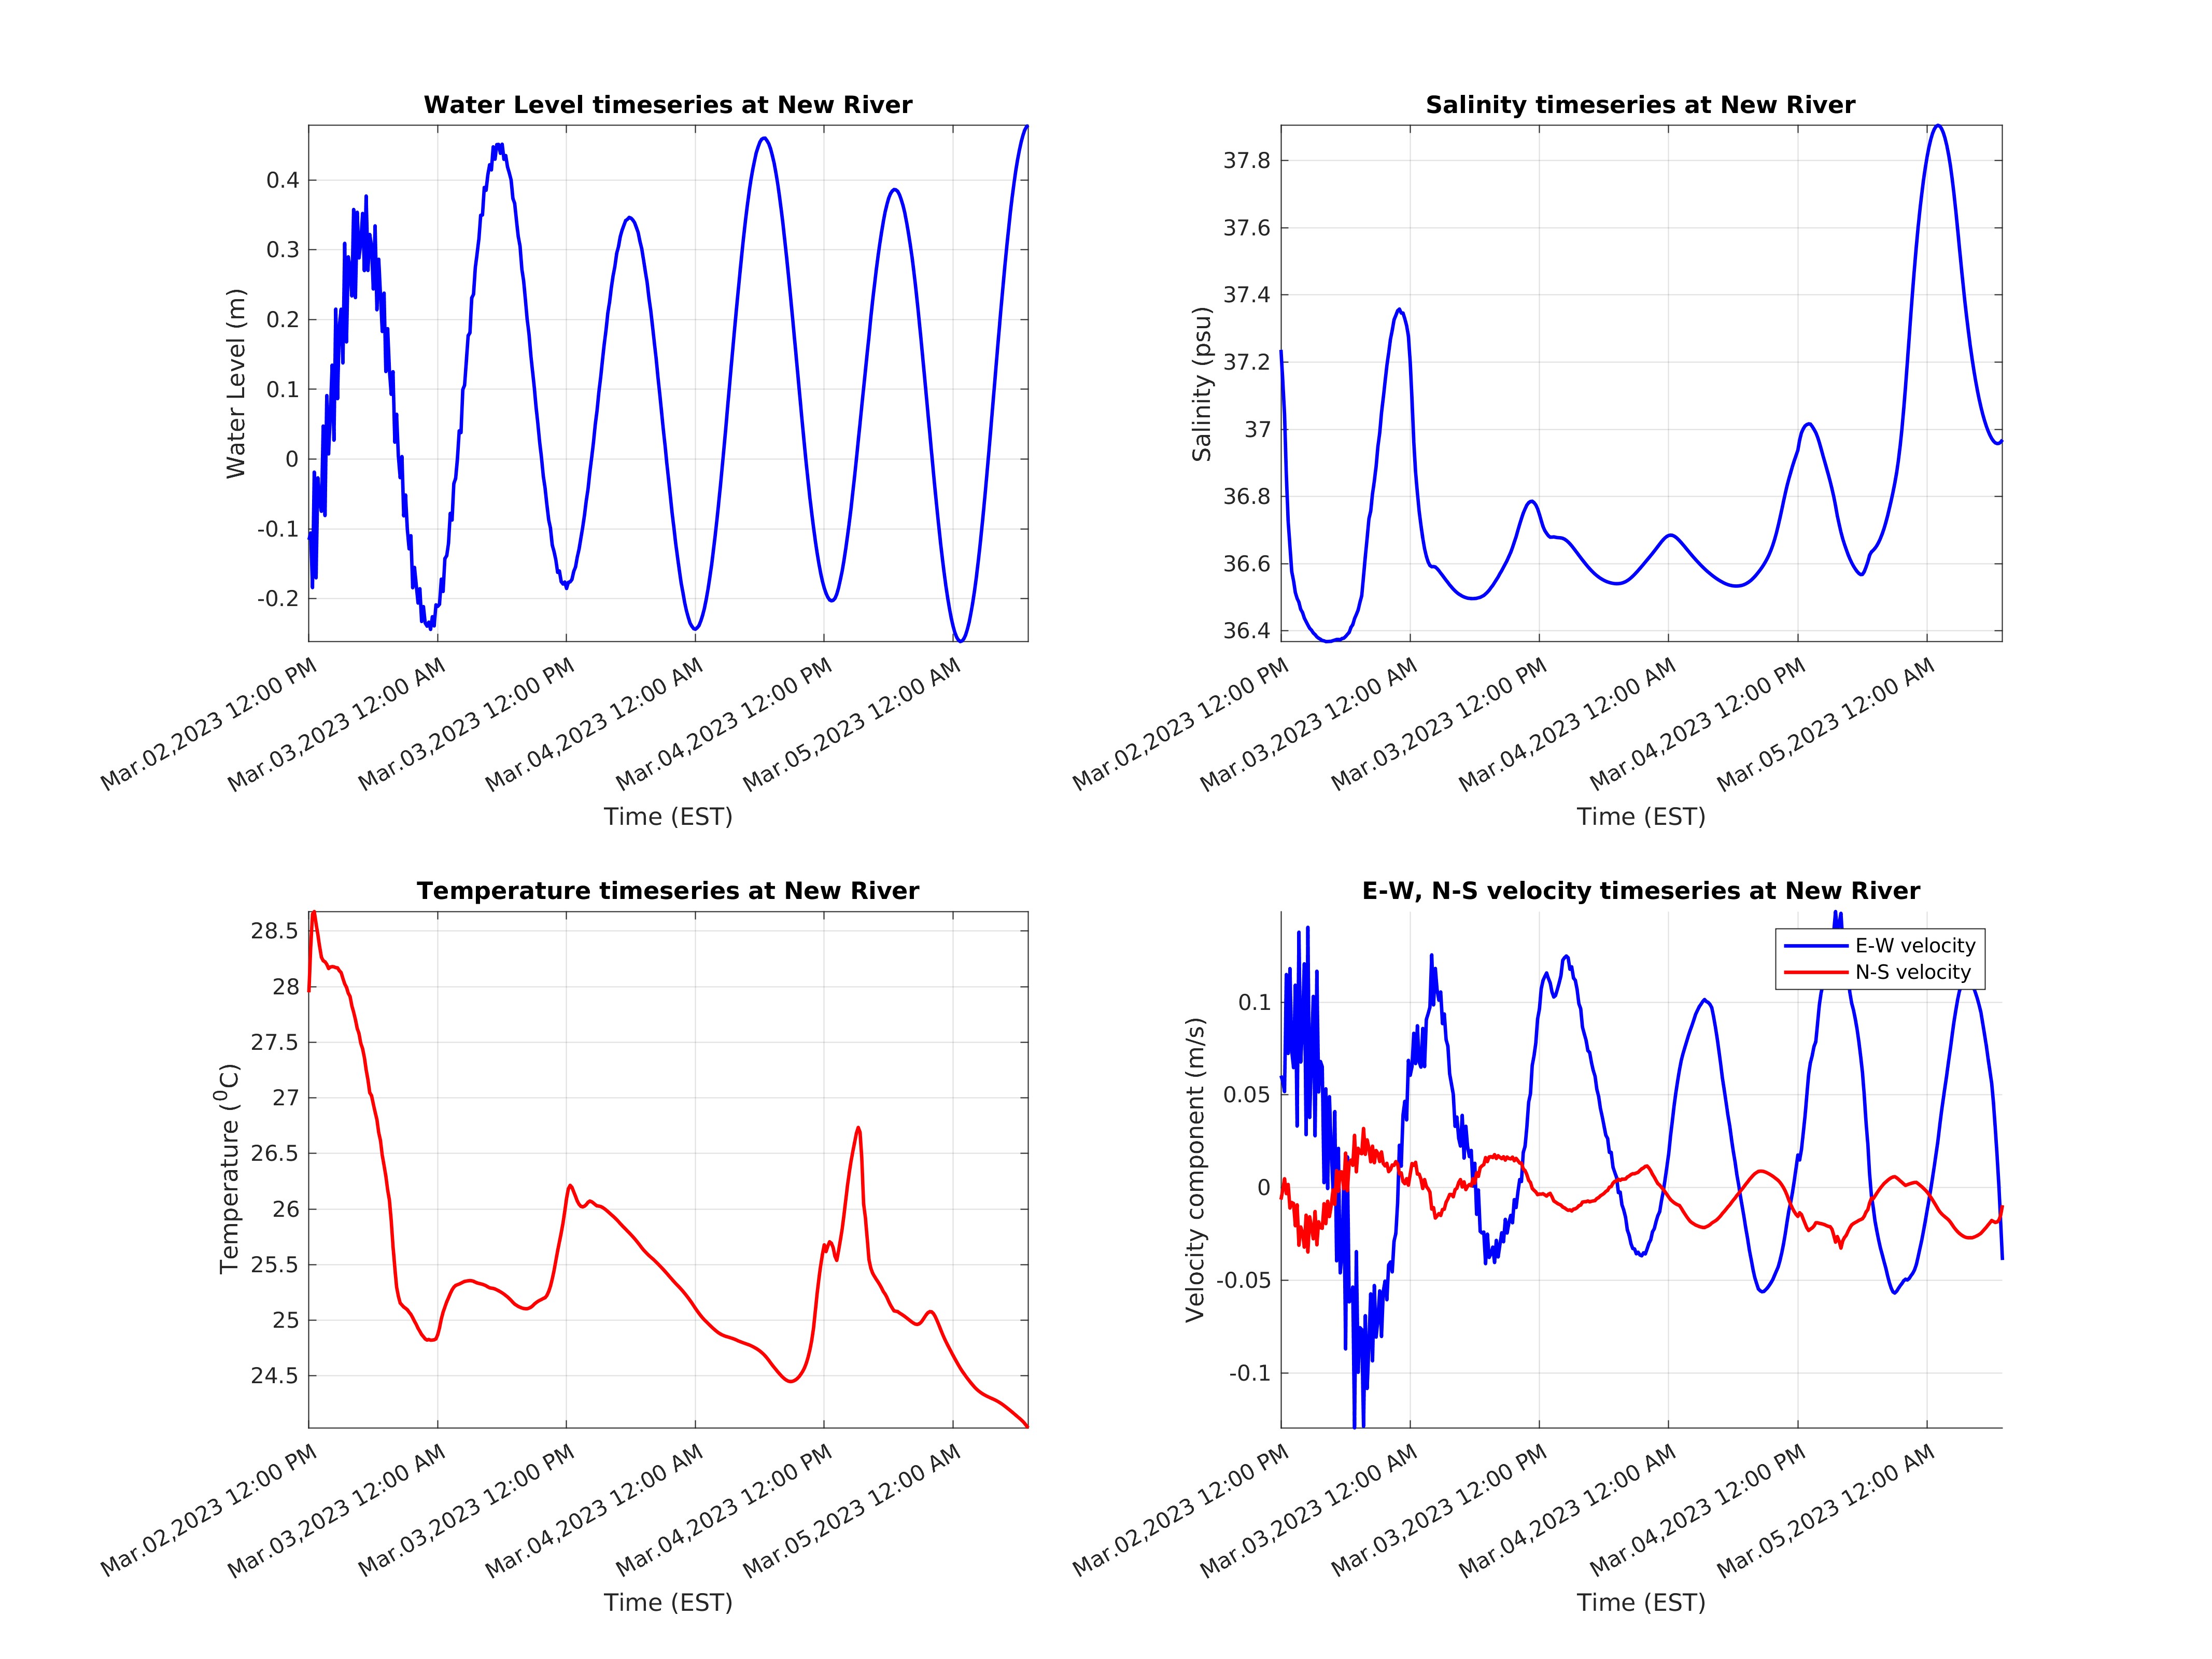 Water Level timeseries at New River
Water Level (m)
0.4
0.3
0.2
0.1
0
-0.1
-0.2
Mar.02,2023 12:00 PM
Mar.03,2023 12:00 AM
Mar.03,2023 12:00 PM
Mar.04,2023 12:00 AM
Mar.04,2023 12:00 PM
Mar.05,2023 12:00 AM
Time (EST)
Salinity timeseries at New River
Salinity (psu)
37.8
37.6
37.4
37.2
37
36.8
36.6
36.4
Mar.02,2023 12:00 PM
Mar.03,2023 12:00 AM
Mar.03,2023 12:00 PM
Mar.04,2023 12:00 AM
Mar.04,2023 12:00 PM
Mar.05,2023 12:00 AM
Time (EST)
Temperature timeseries at New River
Temperature (⁰C)
28.5
28
27.5
27
26.5
26
25.5
25
24.5
Mar.02,2023 12:00 PM
Mar.03,2023 12:00 AM
Mar.03,2023 12:00 PM
Mar.04,2023 12:00 AM
Mar.04,2023 12:00 PM
Mar.05,2023 12:00 AM
Time (EST)
E-W, N-S velocity timeseries at New River
Velocity component (m/s)
0.1
0.05
0
-0.05
-0.1
E-W velocity
N-S velocity
Mar.02,2023 12:00 PM
Mar.03,2023 12:00 AM
Mar.03,2023 12:00 PM
Mar.04,2023 12:00 AM
Mar.04,2023 12:00 PM
Mar.05,2023 12:00 AM
Time (EST)